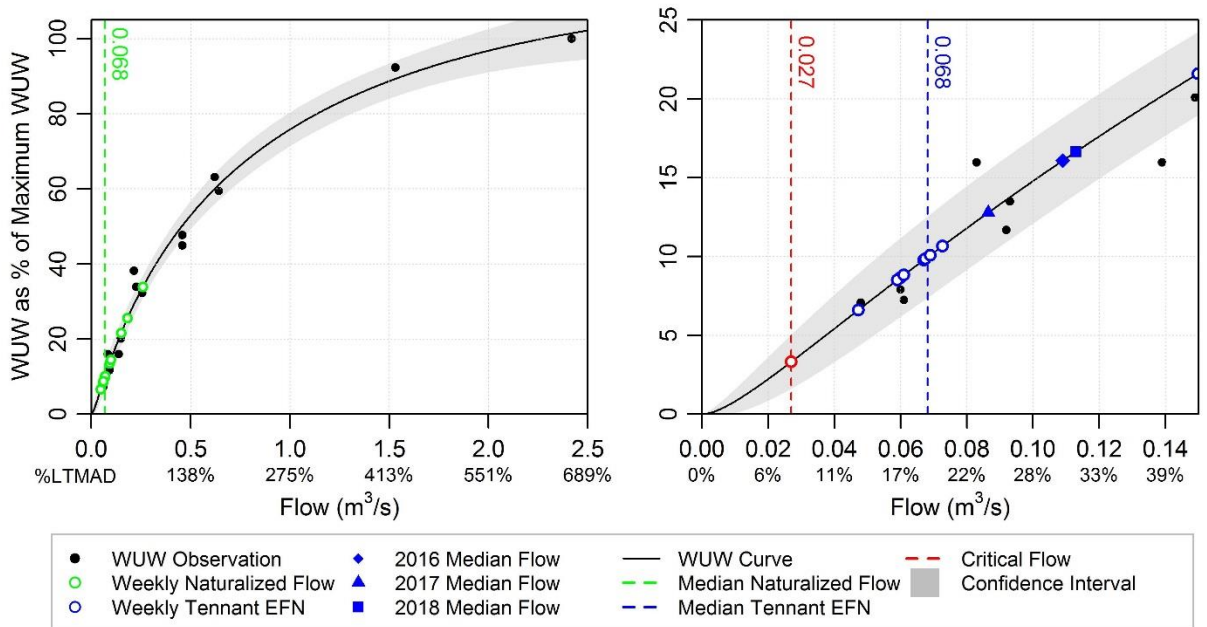 WUW as % of Maximum WUW
100
80
60
40
20
0
0.068
0.0 0.5 1.0 1.5 2.0 2.5
%LTMAD 138% 275% 413% 551% 689%
Flow (m³/s)
25
20
15
10
5
0
0.027
0.068
0.00 0.02 0.04 0.06 0.08 0.10 0.12 0.14
0% 6% 11% 17% 22% 28% 33% 39%
Flow (m³/s)
WUW Observation 2016 Median Flow WUW Curve Critical Flow
Weekly Naturalized Flow 2017 Median Flow Median Naturalized Flow Confidence Interval
Weekly Tennant EFN 2018 Median Flow Median Tennant EFN